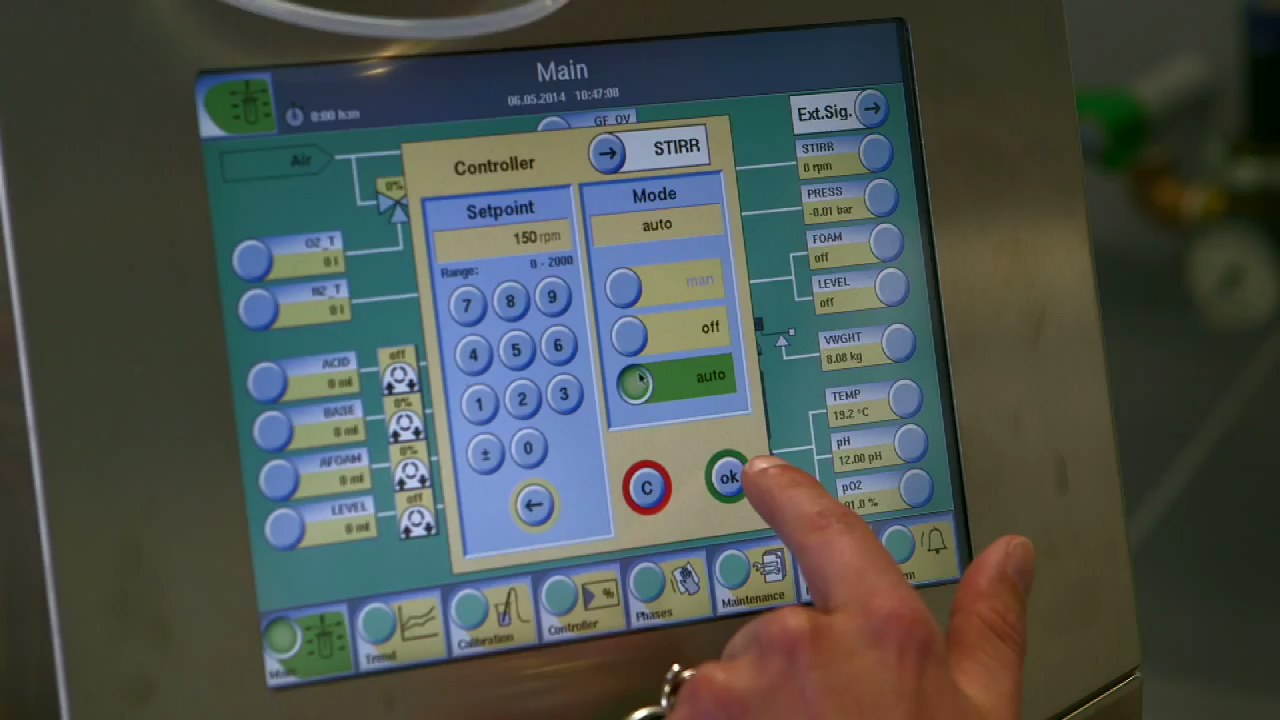 Main
06.05.2014 10:47:08
0:00 h:m
Air
0%
O2_T
0 l
N2_T
0 l
ACID
0 ml
off
BASE
0 ml
0%
AFOAM
0 ml
0%
LEVEL
0 ml
off
GF_OV
Controller
→ STIRR
Setpoint
150 rpm
Range: 0 - 2000
7 8 9
4 5 6
1 2 3
± 0
←
Mode
auto
man
off
auto
C
ok
Ext.Sig. →
STIRR
0 rpm
PRESS
-0.01 bar
FOAM
off
LEVEL
off
VWGHT
8.08 kg
TEMP
19.2 °C
pH
12.00 pH
pO2
Main
Trend
Calibration
Controller
%
Phases
Maintenance